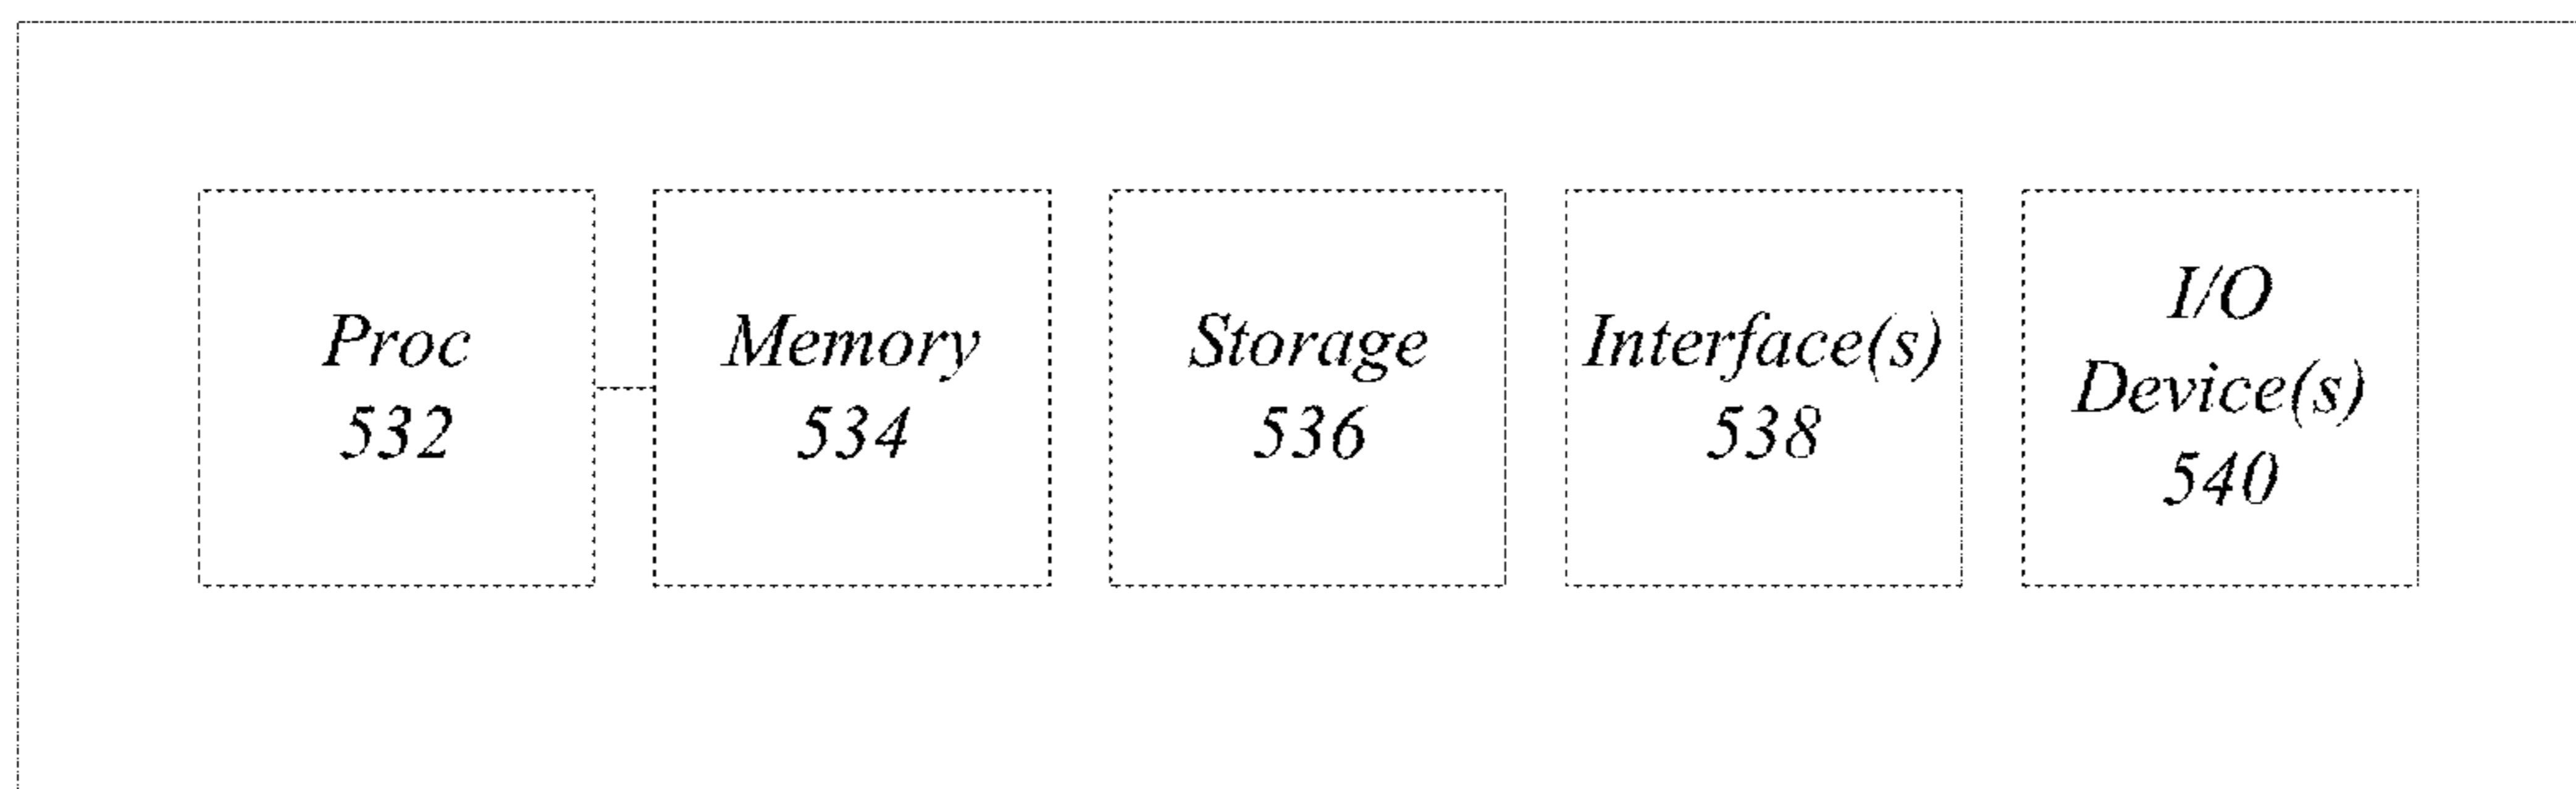 Proc
532
Memory
534
Storage
536
Interface(s)
538
I/O
Device(s)
540